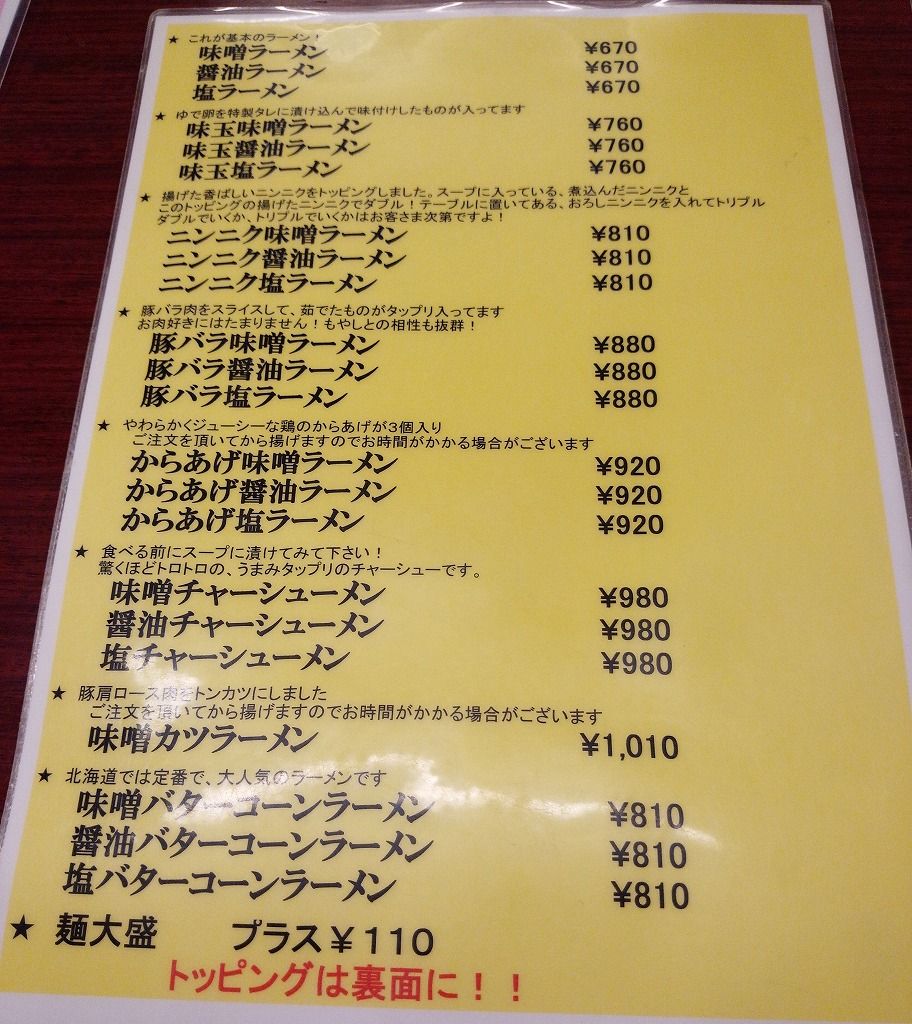 ★ これが基本のラーメン!
味噌ラーメン ¥670
醤油ラーメン ¥670
塩ラーメン ¥670
★ ゆで卵を特製タレに漬け込んで味付けしたものが入ってます
味玉味噌ラーメン ¥760
味玉醤油ラーメン ¥760
味玉塩ラーメン ¥760
★ 揚げた香ばしいニンニクをトッピングしました。スープに入っている、煮込んだニンニクと
このトッピングの揚げたニンニクでダブル!テーブルに置いてある、おろしニンニクを入れてトリプル
ダブルでいくか、トリプルでいくかはお客さま次第ですよ!
ニンニク味噌ラーメン ¥810
ニンニク醤油ラーメン ¥810
ニンニク塩ラーメン ¥810
★ 豚バラ肉をスライスして、茹でたものがタップリ入ってます
お肉好きにはたまりません!もやしとの相性も抜群!
豚バラ味噌ラーメン ¥880
豚バラ醤油ラーメン ¥880
豚バラ塩ラーメン ¥880
★ やわらかくジューシーな鶏のからあげが3個入り
ご注文を頂いてから揚げますのでお時間がかかる場合がございます
からあげ味噌ラーメン ¥920
からあげ醤油ラーメン ¥920
からあげ塩ラーメン ¥920
★ 食べる前にスープに漬けてみて下さい!
驚くほどトロトロの、うまみタップリのチャーシューです。
味噌チャーシューメン ¥980
醤油チャーシューメン ¥980
塩チャーシューメン ¥980
★ 豚肩ロース肉をトンカツにしました
ご注文を頂いてから揚げますのでお時間がかかる場合がございます
味噌カツラーメン ¥1,010
★ 北海道では定番で、大人気のラーメンです
味噌バターコーンラーメン ¥810
醤油バターコーンラーメン ¥810
塩バターコーンラーメン ¥810
★ 麺大盛 プラス¥110
トッピングは裏面に!!